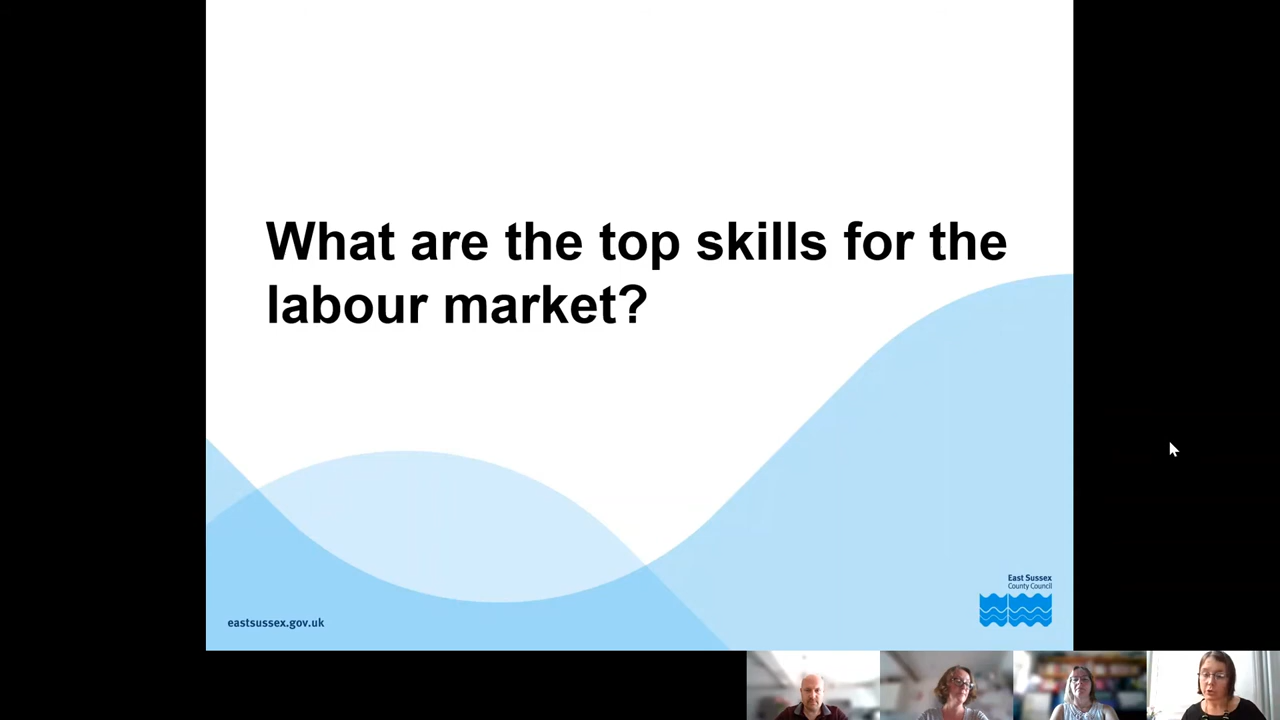 What are the top skills for the
labour market?
East Sussex
County Council
eastsussex.gov.uk